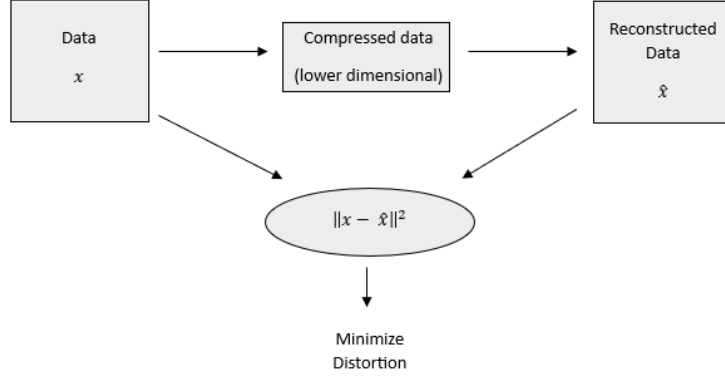 Data
x
Compressed data
(lower dimensional)
Reconstructed
Data
x̂
‖x − x̂‖²
Minimize
Distortion